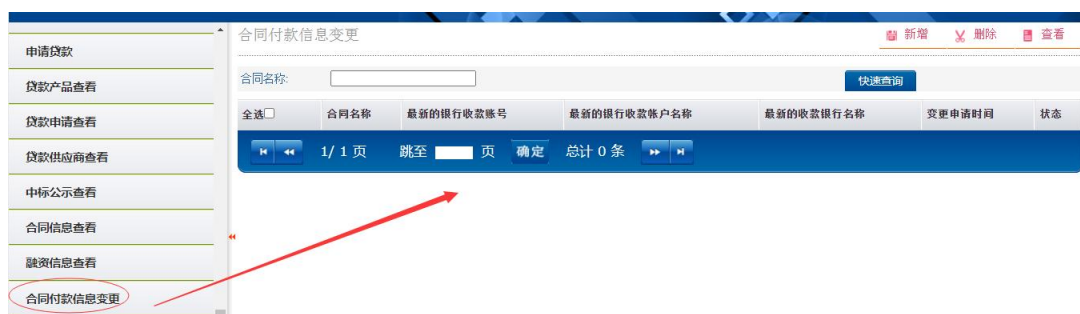 合同付款信息变更
新增 删除 查看
申请贷款
合同名称:
快速查询
贷款产品查看
全选 合同名称 最新的银行收款账号 最新的银行收款帐户名称 最新的收款银行名称 变更申请时间 状态
贷款申请查看
1/ 1 页 跳至 页 确定 总计 0 条
贷款供应商查看
中标公示查看
合同信息查看
融资信息查看
合同付款信息变更